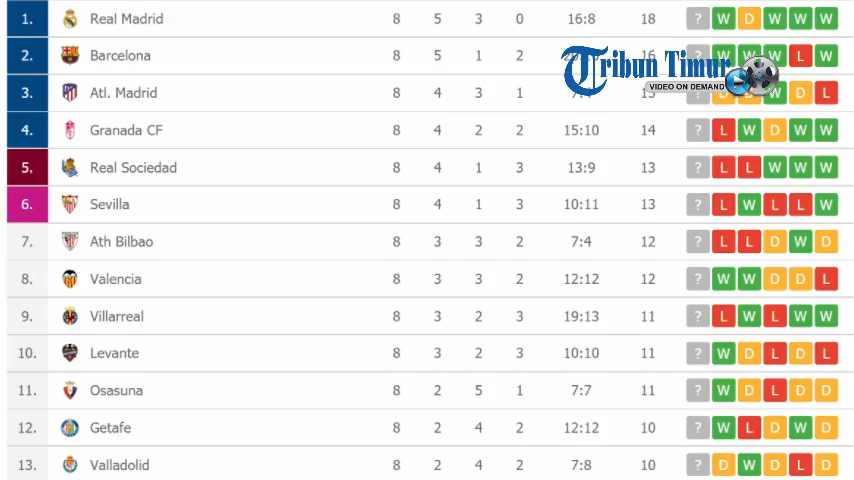 1. Real Madrid 8 5 3 0 16:8 18 ? W D W W W
2. Barcelona 8 5 1 2 16 ? W W W L W
3. Atl. Madrid 8 4 3 1 ? D D W D L
4. Granada CF 8 4 2 2 15:10 14 ? L W D W W
5. Real Sociedad 8 4 1 3 13:9 13 ? L L W W W
6. Sevilla 8 4 1 3 10:11 13 ? L W L L W
7. Ath Bilbao 8 3 3 2 7:4 12 ? L L D W D
8. Valencia 8 3 3 2 12:12 12 ? W W D D L
9. Villarreal 8 3 2 3 19:13 11 ? L W L W W
10. Levante 8 3 2 3 10:10 11 ? W D L D L
11. Osasuna 8 2 5 1 7:7 11 ? W D L D D
12. Getafe 8 2 4 2 12:12 10 ? W L D W D
13. Valladolid 8 2 4 2 7:8 10 ? D W D L D
Tribun Timur
VIDEO ON DEMAND